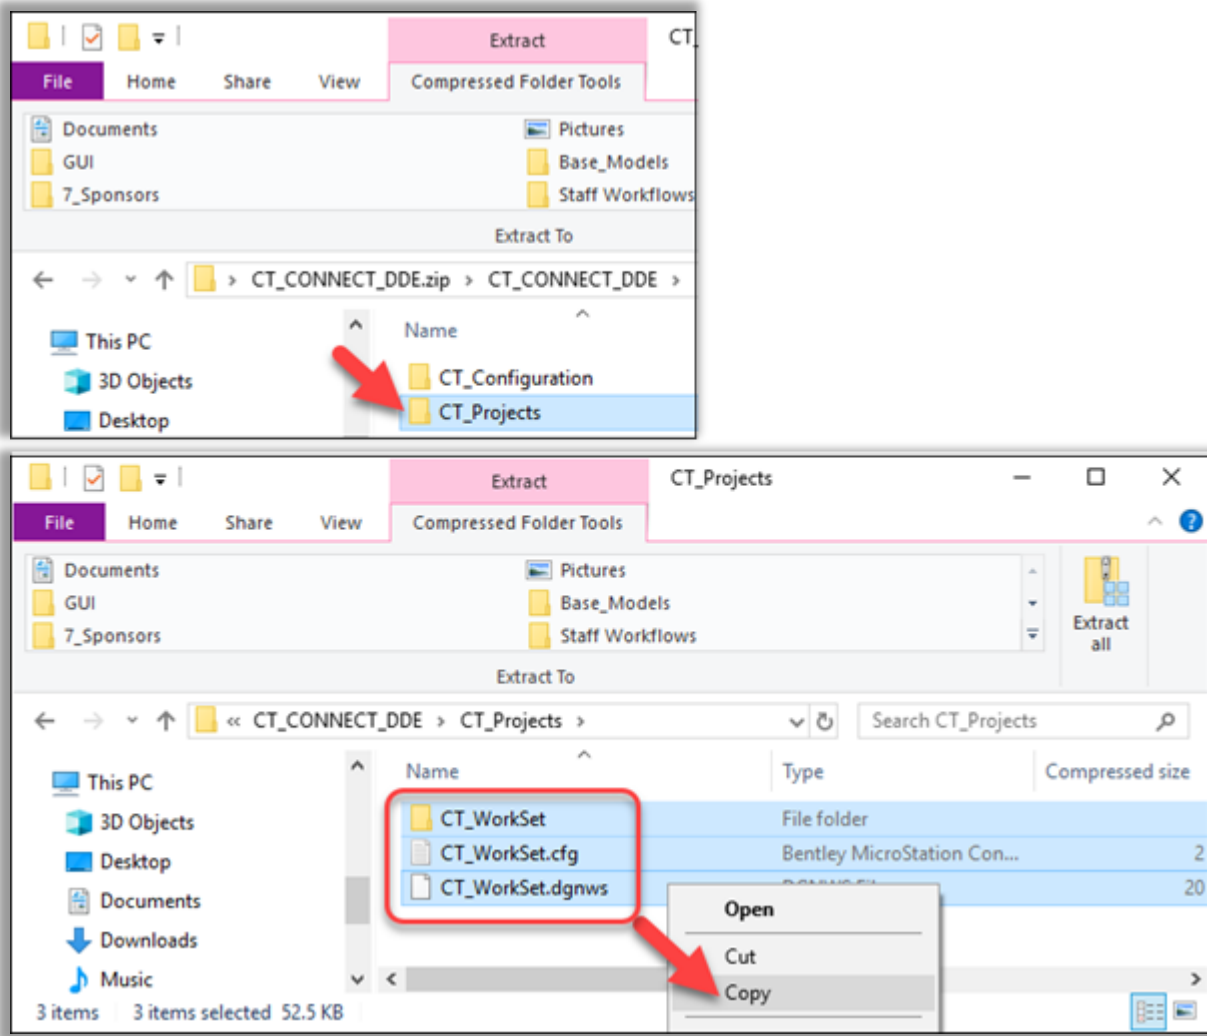 Extract CT_
File Home Share View Compressed Folder Tools
Documents Pictures
GUI Base_Models
7_Sponsors Staff Workflows
Extract To
CT_CONNECT_DDE.zip > CT_CONNECT_DDE >
Name
This PC
CT_Configuration
3D Objects
CT_Projects
Desktop
Extract CT_Projects
File Home Share View Compressed Folder Tools
Documents Pictures
GUI Base_Models
7_Sponsors Staff Workflows
Extract all
Extract To
« CT_CONNECT_DDE > CT_Projects > Search CT_Projects
Name Type Compressed size
This PC
CT_WorkSet File folder
3D Objects
CT_WorkSet.cfg Bentley MicroStation Con... 2
Desktop
CT_WorkSet.dgnws 20
Documents
Open
Downloads
Cut
Music
Copy
3 items 3 items selected 52.5 KB